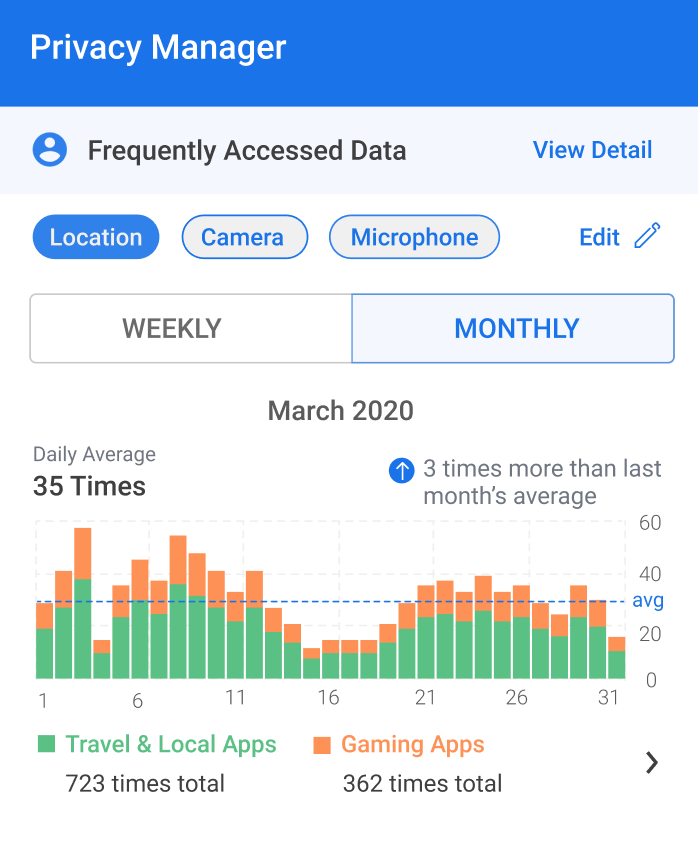 Privacy Manager
Frequently Accessed Data
View Detail
Location
Camera
Microphone
Edit
WEEKLY
MONTHLY
March 2020
Daily Average
35 Times
3 times more than last
month's average
60
40
avg
20
0
1 6 11 16 21 26 31
Travel & Local Apps
723 times total
Gaming Apps
362 times total